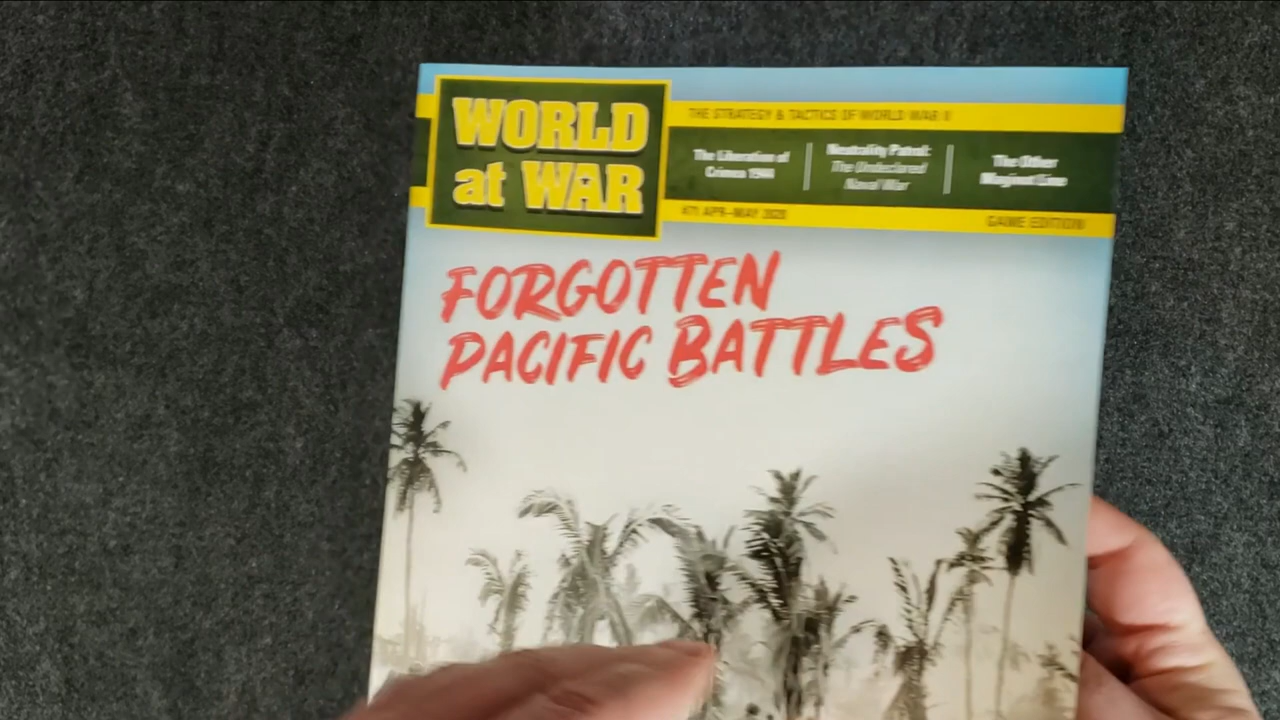 WORLD
at WAR
THE STRATEGY & TACTICS OF WORLD WAR II
The Liberation of
Crimea 1944
Neutrality Patrol:
The Undeclared
Naval War
The Other
Maginot Line
#71 APR–MAY 2020
GAME EDITION
FORGOTTEN
PACIFIC BATTLES